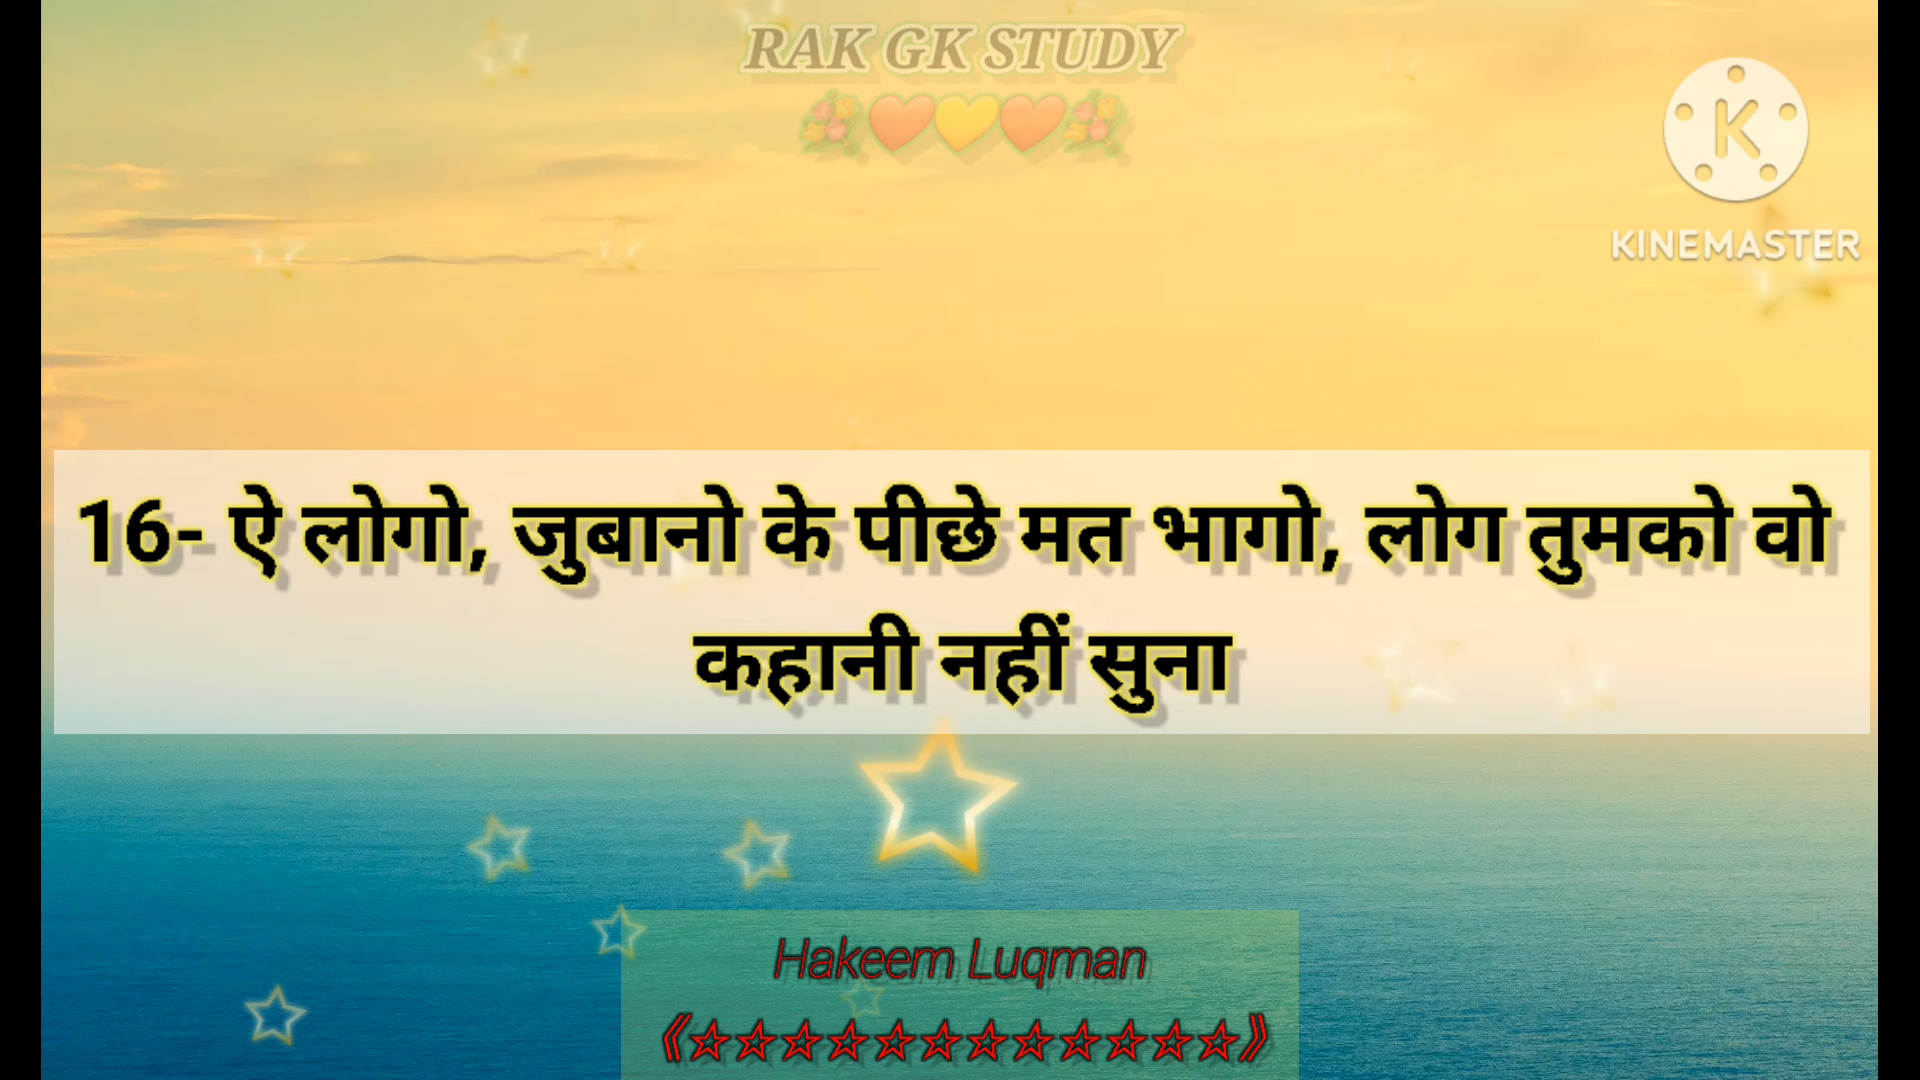 RAK GK STUDY
KINEMASTER
16- ऐ लोगो, जुबानो के पीछे मत भागो, लोग तुमको वो
कहानी नहीं सुना
Hakeem Luqman
《☆☆☆☆☆☆☆☆☆☆☆☆》